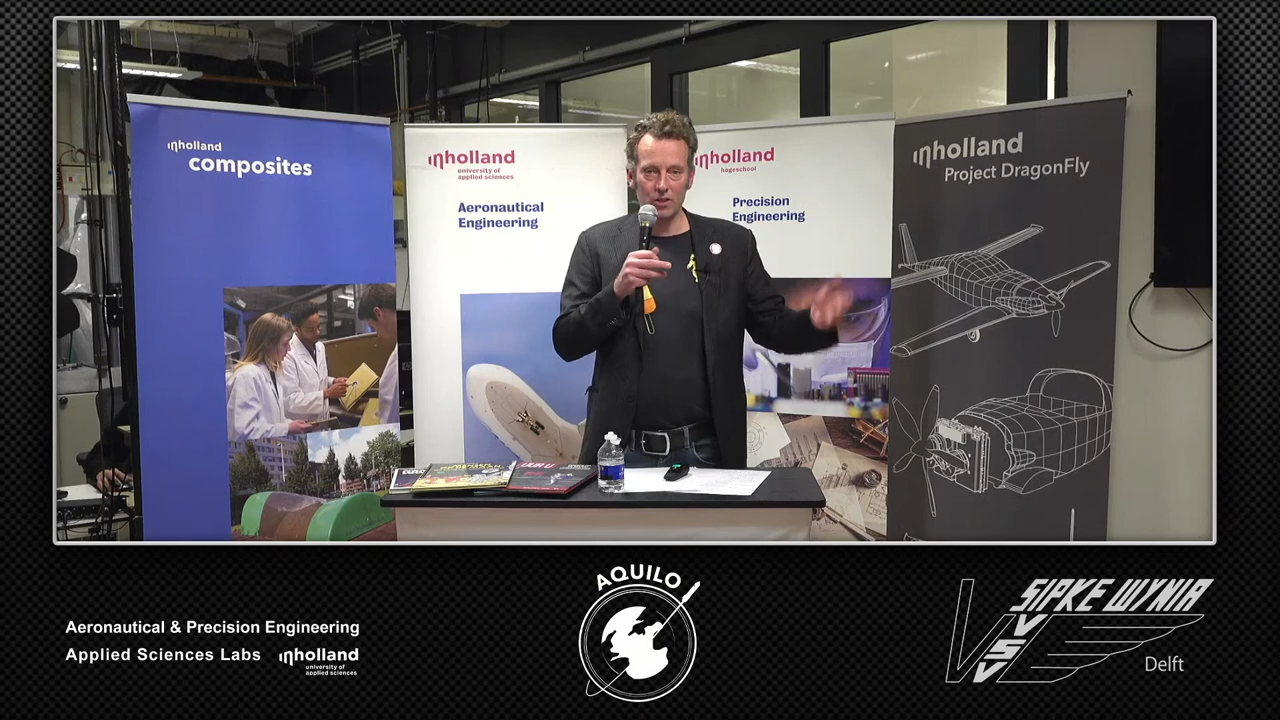 inholland
composites
inholland
university of
applied sciences
Aeronautical
Engineering
inholland
hogeschool
Precision
Engineering
inholland
Project DragonFly
Aeronautical & Precision Engineering
Applied Sciences Labs
inholland
university of
applied sciences
AQUILO
SIPKE WYNIA
VSV
Delft